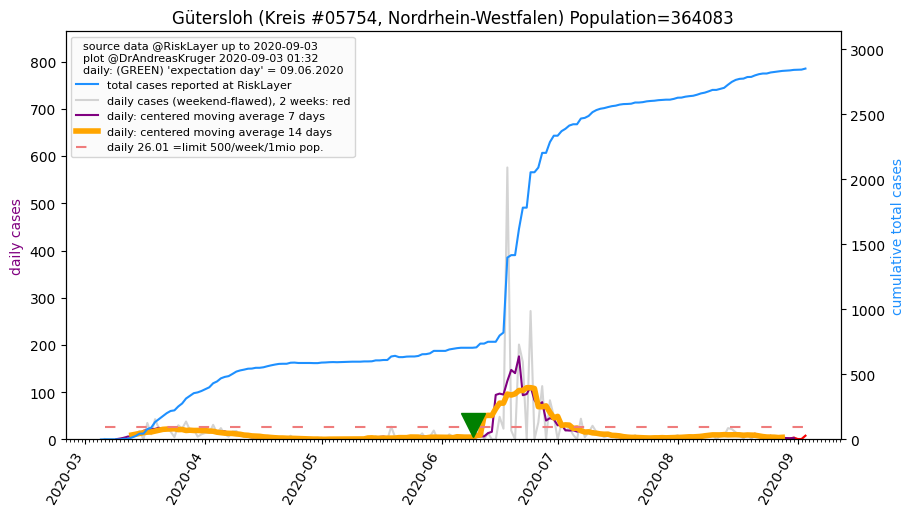 Gütersloh (Kreis #05754, Nordrhein-Westfalen) Population=364083
source data @RiskLayer up to 2020-09-03
plot @DrAndreasKruger 2020-09-03 01:32
daily: (GREEN) 'expectation day' = 09.06.2020
total cases reported at RiskLayer
daily cases (weekend-flawed), 2 weeks: red
daily: centered moving average 7 days
daily: centered moving average 14 days
daily 26.01 =limit 500/week/1mio pop.
daily cases
800
700
600
500
400
300
200
100
0
cumulative total cases
3000
2500
2000
1500
1000
500
0
2020-03
2020-04
2020-05
2020-06
2020-07
2020-08
2020-09